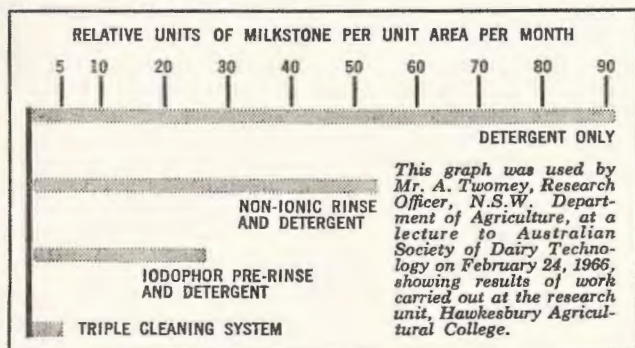 RELATIVE UNITS OF MILKSTONE PER UNIT AREA PER MONTH
5 10 20 30 40 50 60 70 80 90
DETERGENT ONLY
NON-IONIC RINSE
AND DETERGENT
IODOPHOR PRE-RINSE
AND DETERGENT
TRIPLE CLEANING SYSTEM
This graph was used by
Mr. A. Twomey, Research
Officer, N.S.W. Depart-
ment of Agriculture, at a
lecture to Australian
Society of Dairy Techno-
logy on February 24, 1966,
showing results of work
carried out at the research
unit, Hawkesbury Agricul-
tural College.